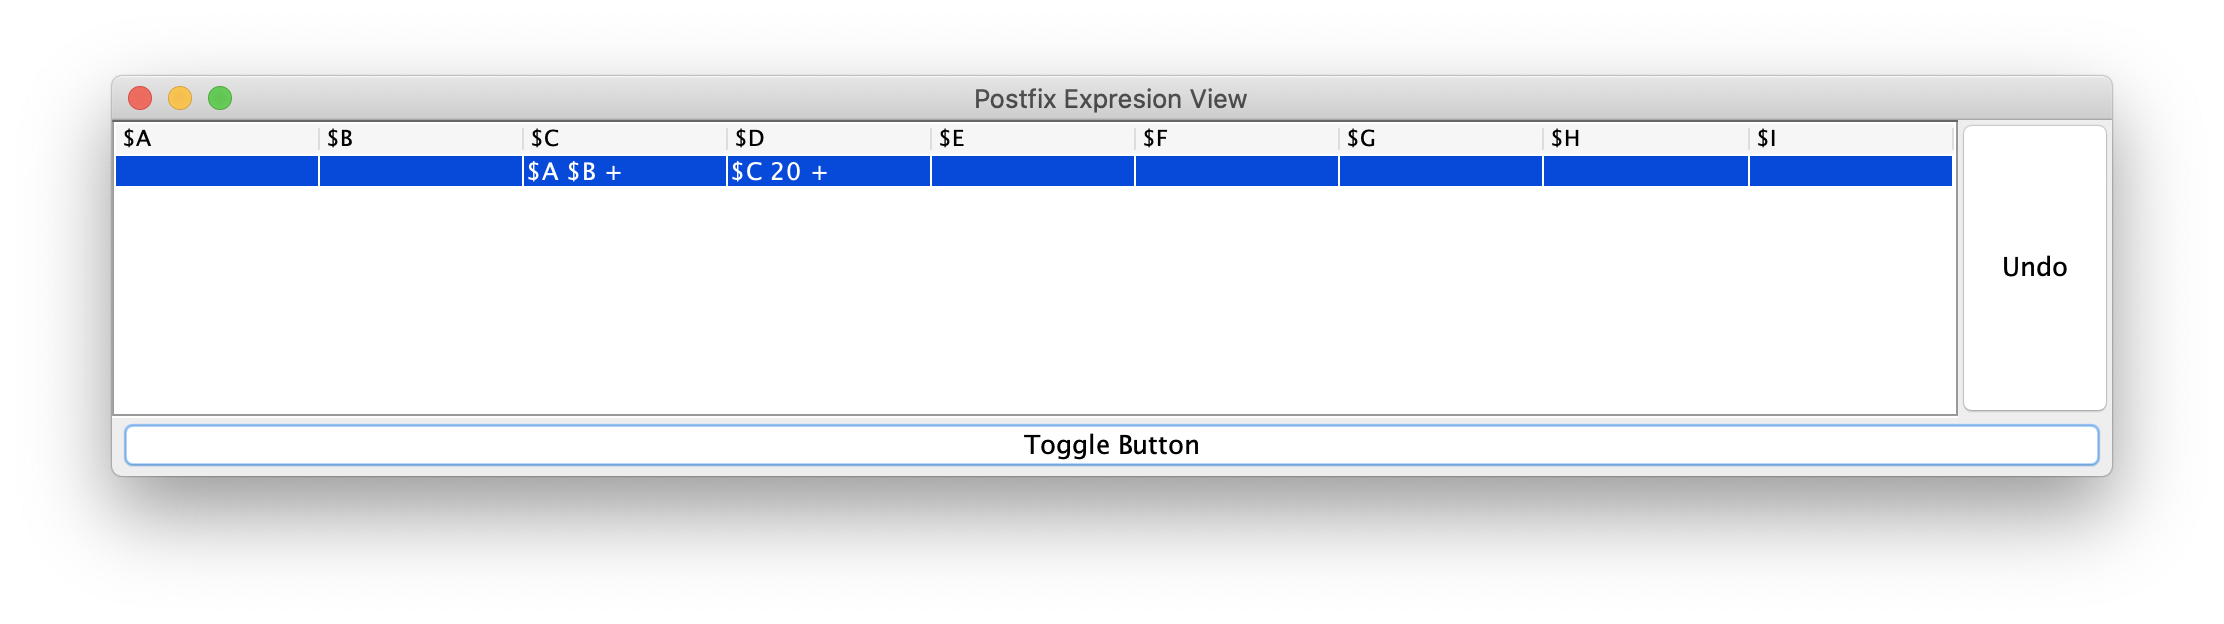 Postfix Expresion View
$A $B $C $D $E $F $G $H $I
$A $B + $C 20 +
Undo
Toggle Button